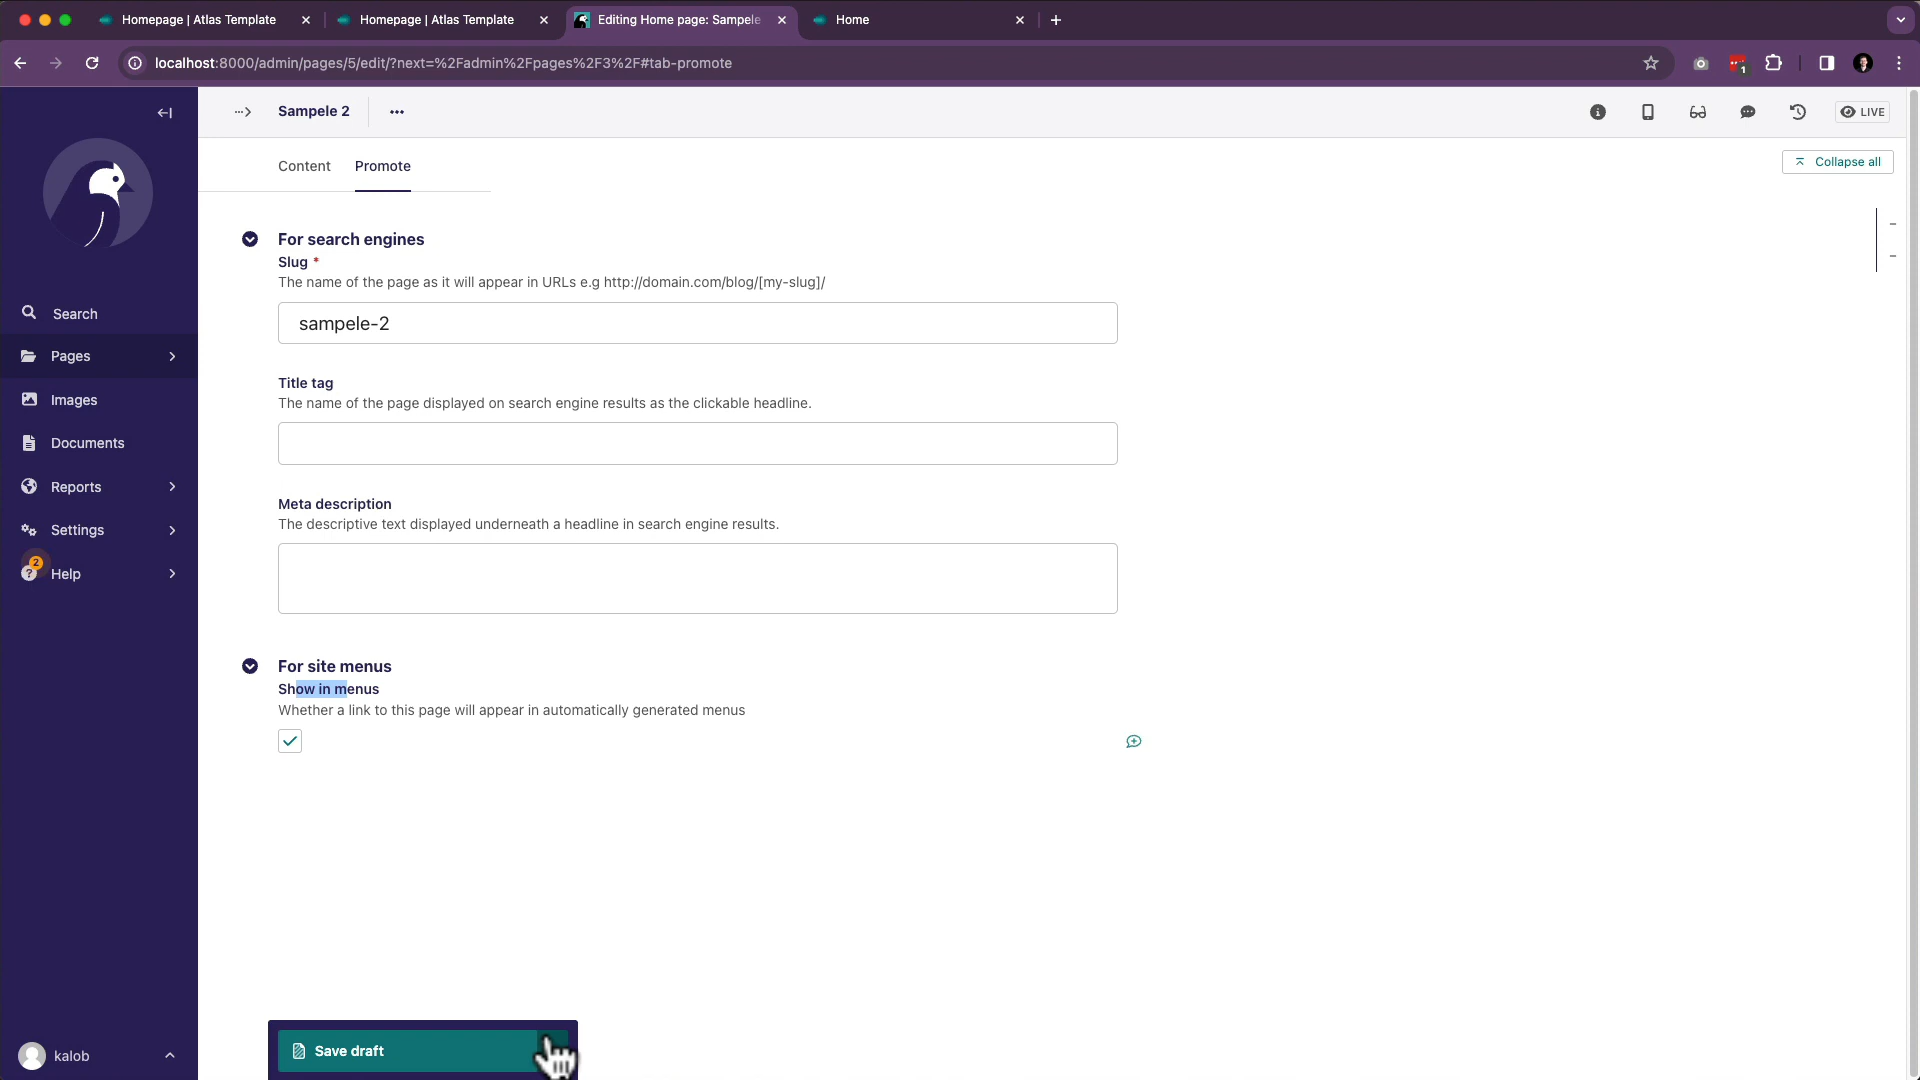 Homepage | Atlas Template
Homepage | Atlas Template
Editing Home page: Sampele
Home
localhost:8000/admin/pages/5/edit/?next=%2Fadmin%2Fpages%2F3%2F#tab-promote
1
Sampele 2
LIVE
Content
Promote
Collapse all
Search
Pages
Images
Documents
Reports
Settings
2
?
Help
kalob
For search engines
Slug *
The name of the page as it will appear in URLs e.g http://domain.com/blog/[my-slug]/
sampele-2
Title tag
The name of the page displayed on search engine results as the clickable headline.
Meta description
The descriptive text displayed underneath a headline in search engine results.
For site menus
Show in menus
Whether a link to this page will appear in automatically generated menus
Save draft